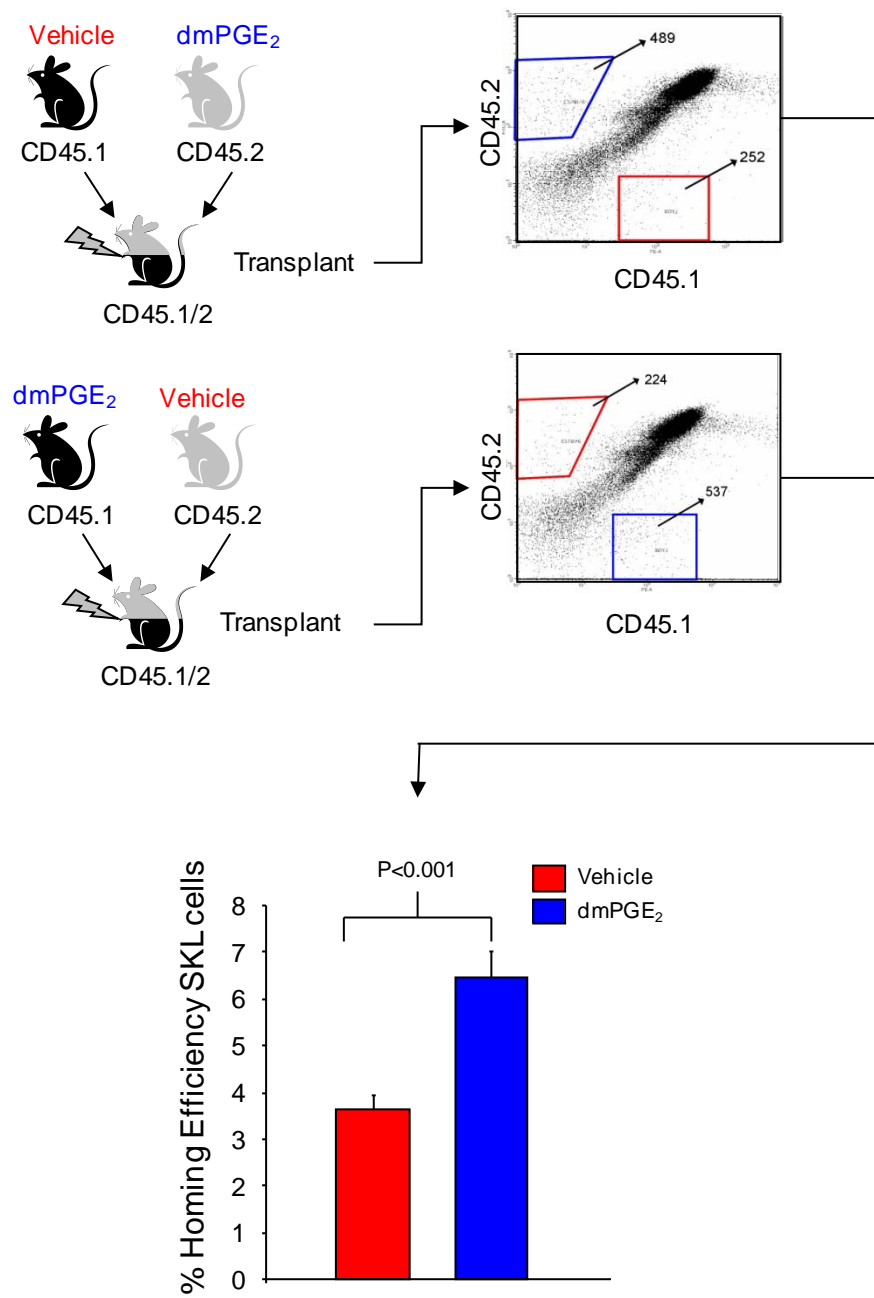 Vehicle dmPGE₂
CD45.1 CD45.2
Transplant
CD45.1/2
CD45.2
489
252
CD45.1
dmPGE₂ Vehicle
CD45.1 CD45.2
Transplant
CD45.1/2
CD45.2
224
537
CD45.1
P<0.001
Vehicle
dmPGE₂
% Homing Efficiency SKL cells
8
7
6
5
4
3
2
1
0